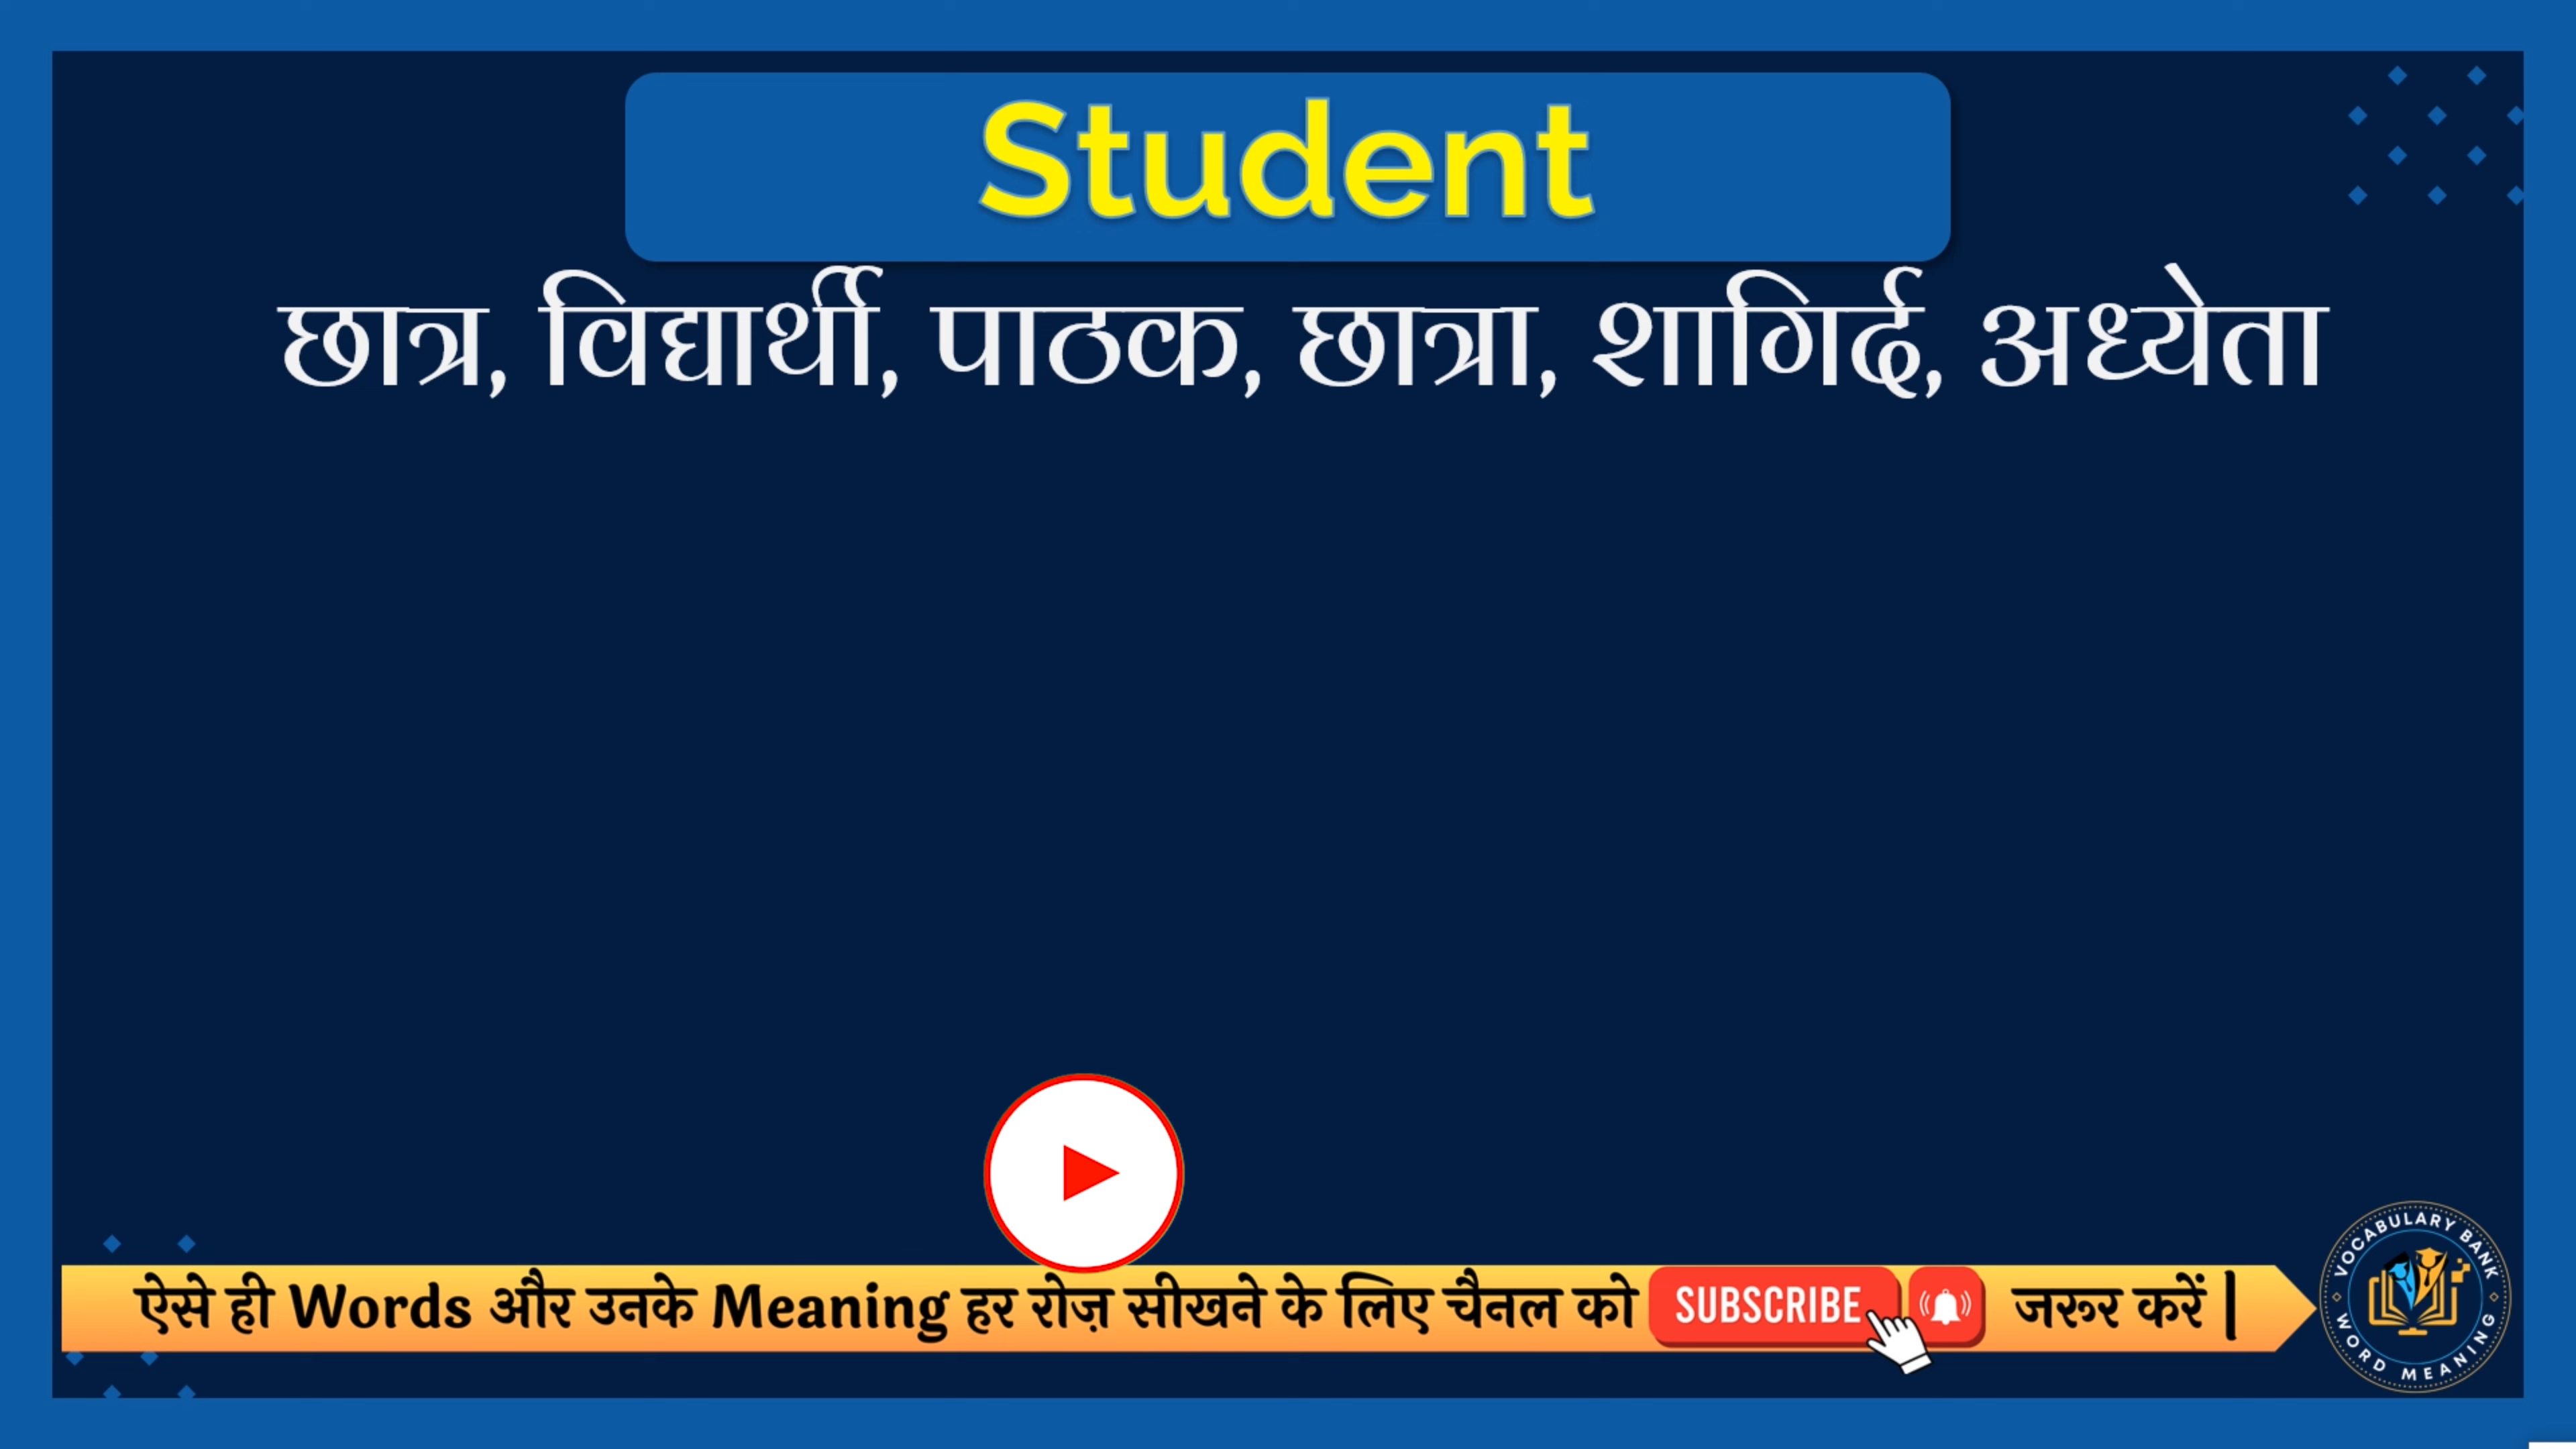 Student
छात्र, विद्यार्थी, पाठक, छात्रा, शागिर्द, अध्येता
ऐसे ही Words और उनके Meaning हर रोज़ सीखने के लिए चैनल को SUBSCRIBE जरूर करें |
VOCABULARY BANK
WORD MEANING